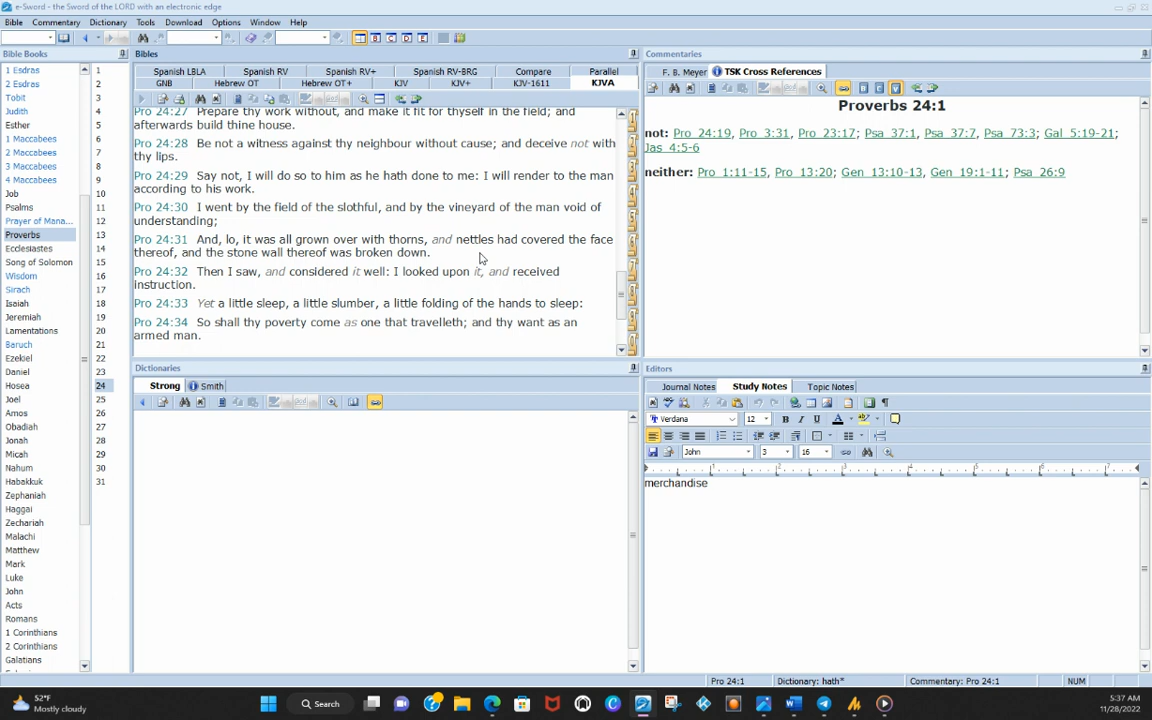 e-Sword - the Sword of the LORD with an electronic edge
Bible Commentary Dictionary Tools Download Options Window Help
B C D E
Bible Books
1 Esdras
2 Esdras
Tobit
Judith
Esther
1 Maccabees
2 Maccabees
3 Maccabees
4 Maccabees
Job
Psalms
Prayer of Mana...
Proverbs
Ecclesiastes
Song of Solomon
Wisdom
Sirach
Isaiah
Jeremiah
Lamentations
Baruch
Ezekiel
Daniel
Hosea
Joel
Amos
Obadiah
Jonah
Micah
Nahum
Habakkuk
Zephaniah
Haggai
Zechariah
Malachi
Matthew
Mark
Luke
John
Acts
Romans
1 Corinthians
2 Corinthians
Galatians
1
2
3
4
5
6
7
8
9
10
11
12
13
14
15
16
17
18
19
20
21
22
23
24
25
26
27
28
29
30
31
Bibles
Spanish LBLA Spanish RV Spanish RV+ Spanish RV-BRG Compare Parallel
GNB Hebrew OT Hebrew OT+ KJV KJV+ KJV-1611 KJVA
Pro 24:27 Prepare thy work without, and make it fit for thyself in the field; and
afterwards build thine house.
Pro 24:28 Be not a witness against thy neighbour without cause; and deceive not with
thy lips.
Pro 24:29 Say not, I will do so to him as he hath done to me: I will render to the man
according to his work.
Pro 24:30 I went by the field of the slothful, and by the vineyard of the man void of
understanding;
Pro 24:31 And, lo, it was all grown over with thorns, and nettles had covered the face
thereof, and the stone wall thereof was broken down.
Pro 24:32 Then I saw, and considered it well: I looked upon it, and received
instruction.
Pro 24:33 Yet a little sleep, a little slumber, a little folding of the hands to sleep:
Pro 24:34 So shall thy poverty come as one that travelleth; and thy want as an
armed man.
Commentaries
F. B. Meyer TSK Cross References
Proverbs 24:1
not: Pro 24:19, Pro 3:31, Pro 23:17; Psa 37:1, Psa 37:7, Psa 73:3; Gal 5:19-21;
Jas 4:5-6
neither: Pro 1:11-15, Pro 13:20; Gen 13:10-13, Gen 19:1-11; Psa 26:9
Dictionaries
Strong Smith
Editors
Journal Notes Study Notes Topic Notes
Verdana 12 B I U A
John 3 16
1 2 3 4 5 6 7
merchandise
Pro 24:1 Dictionary: hath* Commentary: Pro 24:1 NUM
52°F
Mostly cloudy
Search
5:37 AM
11/28/2022